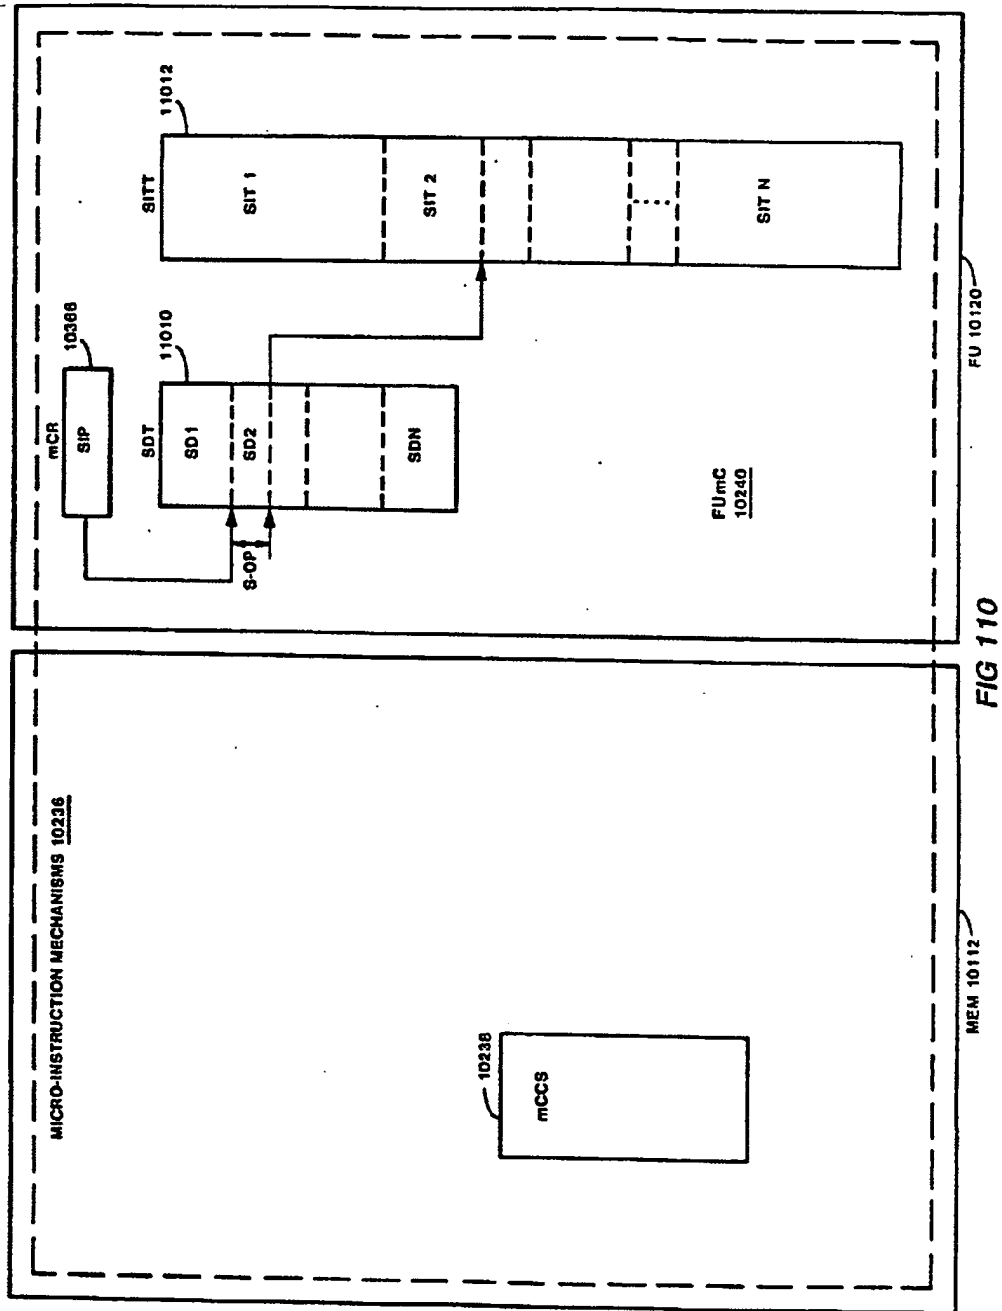 MICRO-INSTRUCTION MECHANISMS 10236
10238
mCCS
MEM 10112
mCR
10366
SIP
SDT
11010
SD1
SD2
SDN
S-OP
SITT
11012
SIT 1
SIT 2
SIT N
FUmC
10240
FU 10120
FIG 110